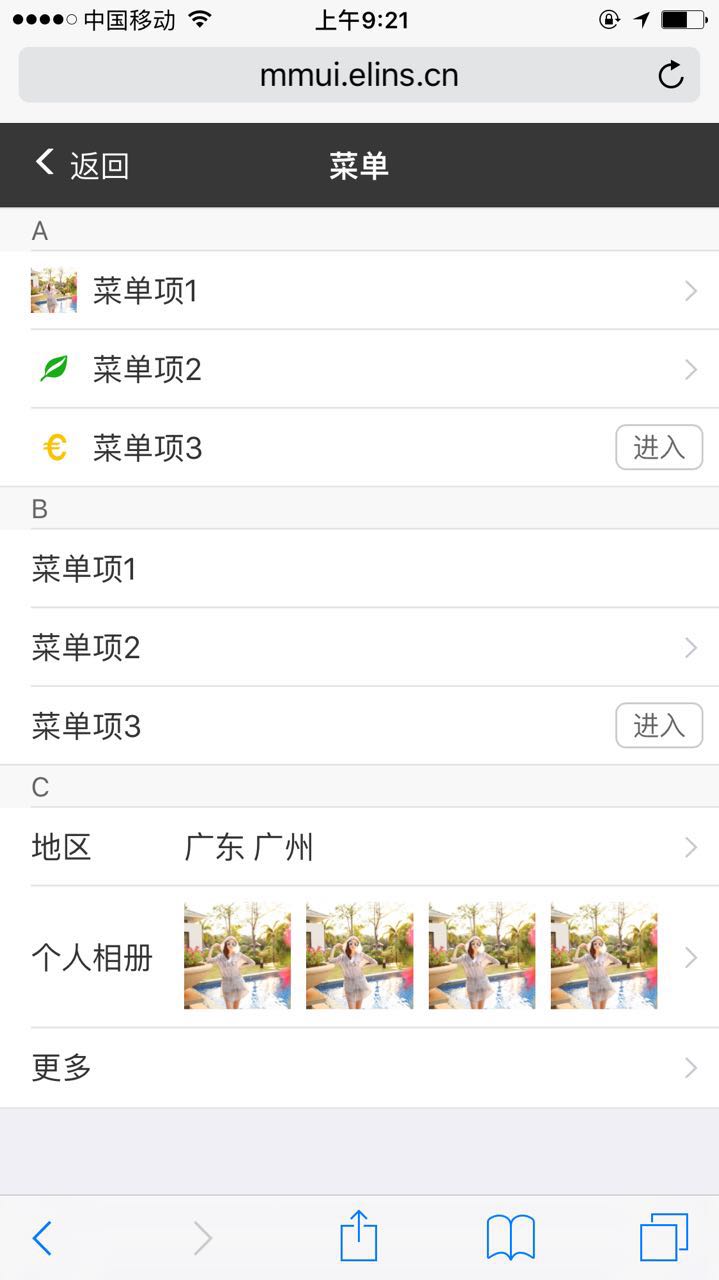 中国移动 上午9:21
mmui.elins.cn
返回 菜单
A
菜单项1
菜单项2
€ 菜单项3 进入
B
菜单项1
菜单项2
菜单项3 进入
C
地区 广东 广州
个人相册
更多